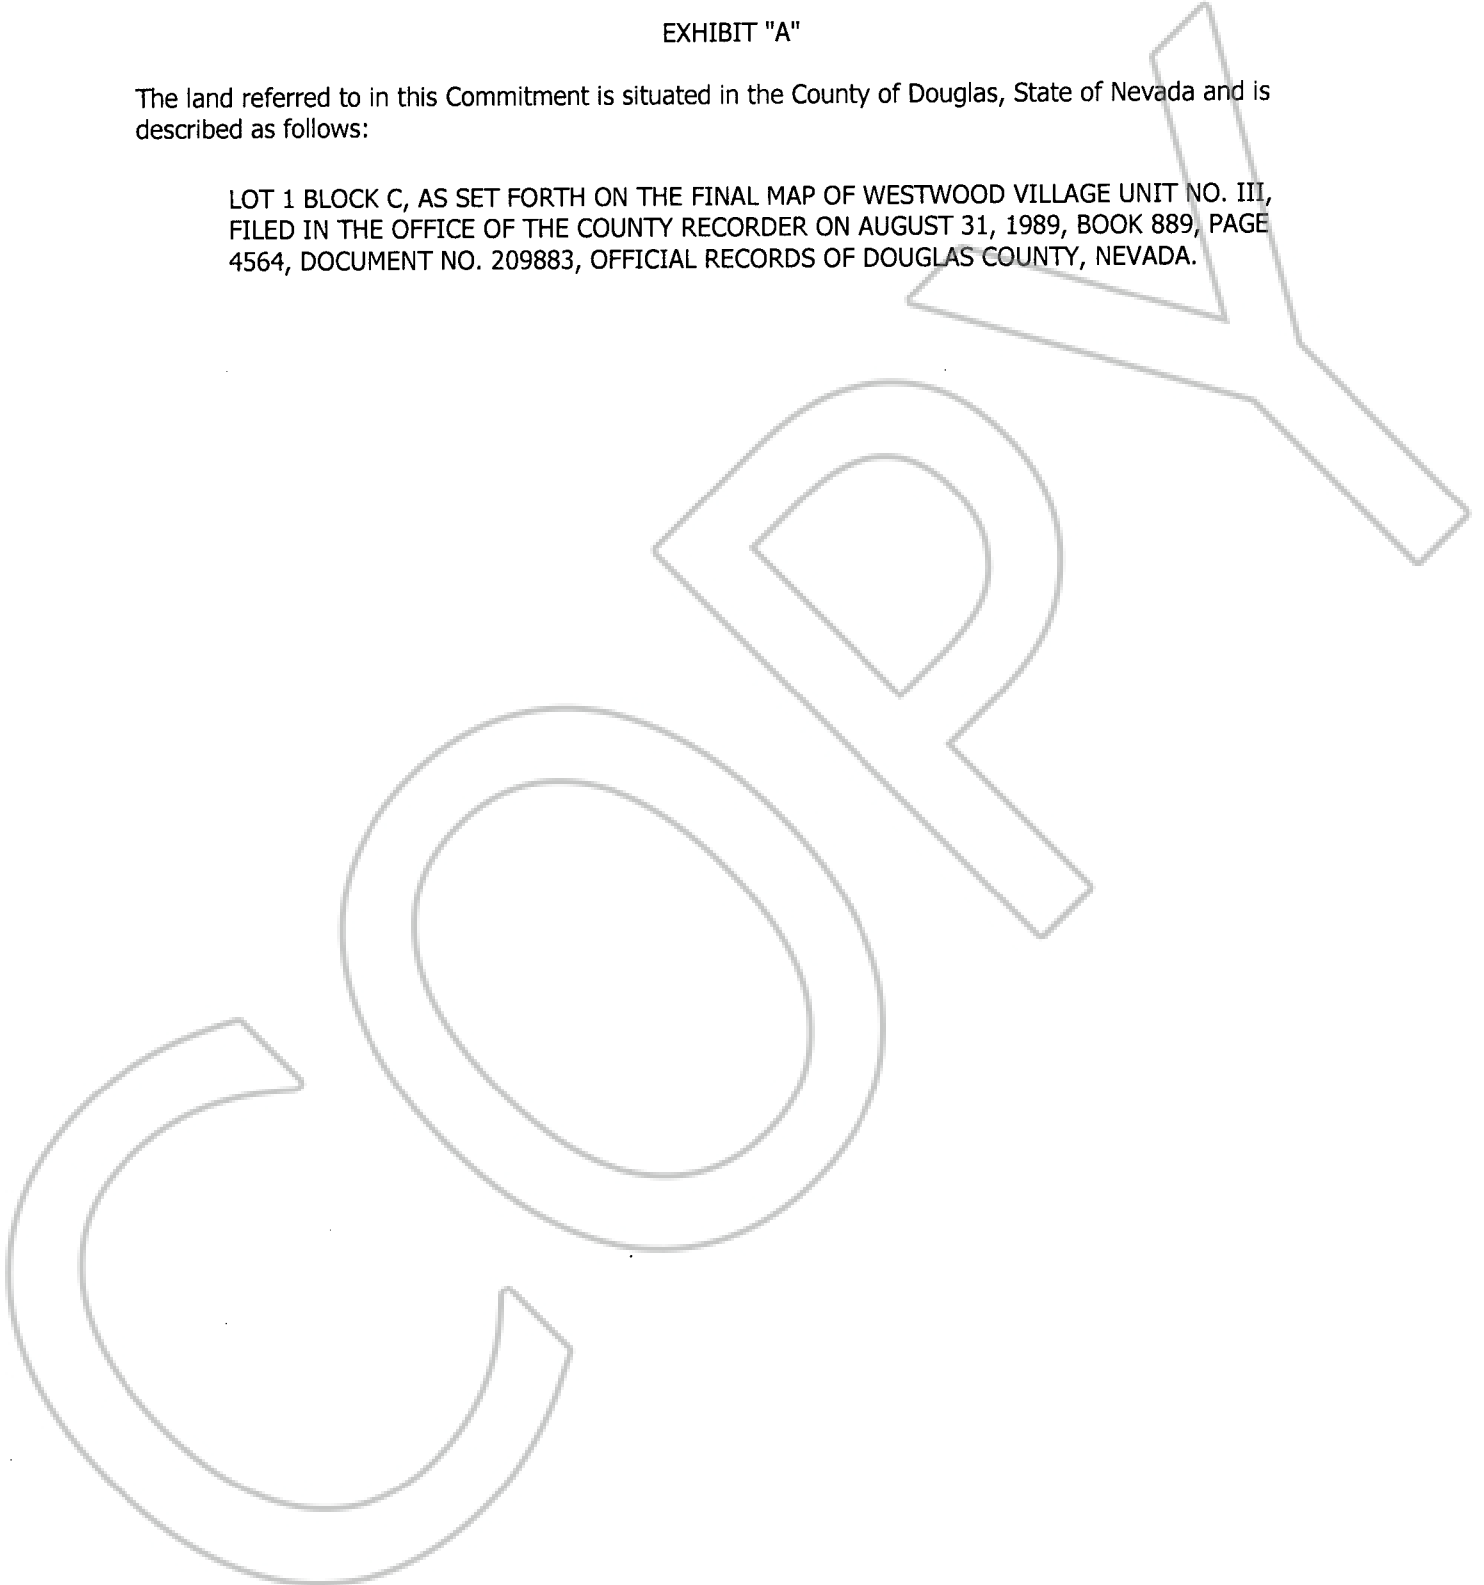 EXHIBIT "A"
The land referred to in this Commitment is situated in the County of Douglas, State of Nevada and is
described as follows:
LOT 1 BLOCK C, AS SET FORTH ON THE FINAL MAP OF WESTWOOD VILLAGE UNIT NO. III,
FILED IN THE OFFICE OF THE COUNTY RECORDER ON AUGUST 31, 1989, BOOK 889, PAGE
4564, DOCUMENT NO. 209883, OFFICIAL RECORDS OF DOUGLAS COUNTY, NEVADA.
COPY